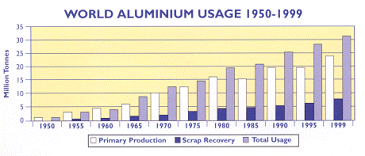 WORLD ALUMINIUM USAGE 1950-1999
Million Tonnes
35
30
25
20
15
10
5
0
1950 1955 1960 1965 1970 1975 1980 1985 1990 1995 1999
Primary Production Scrap Recovery Total Usage